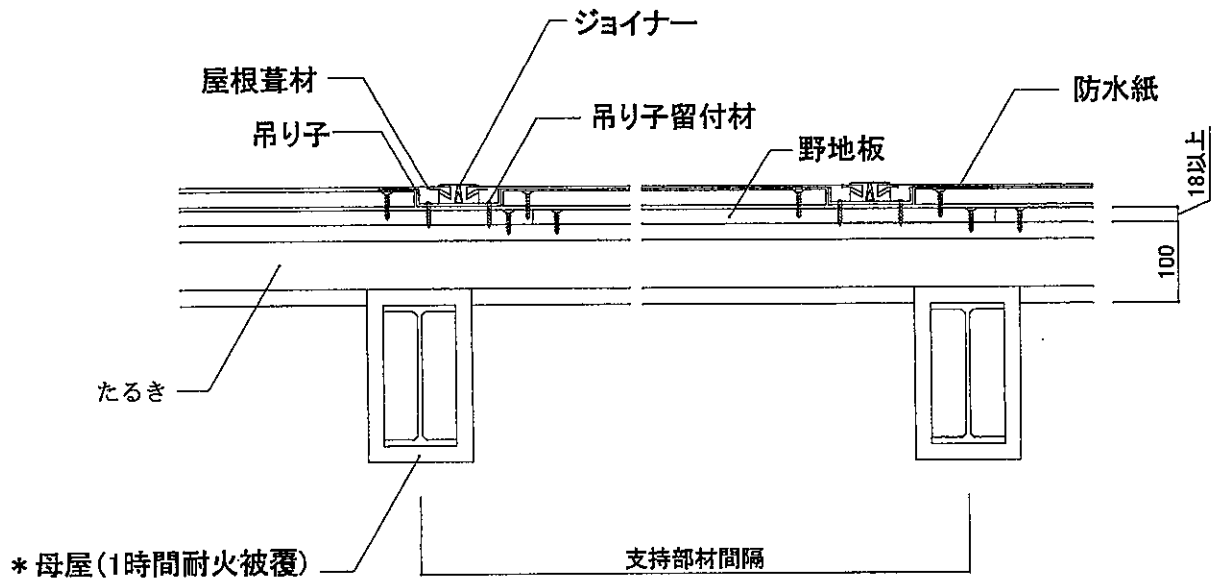 ジョイナー
屋根葺材
防水紙
吊り子留付材
吊り子
野地板
18以上
100
たるき
*母屋(1時間耐火被覆)
支持部材間隔